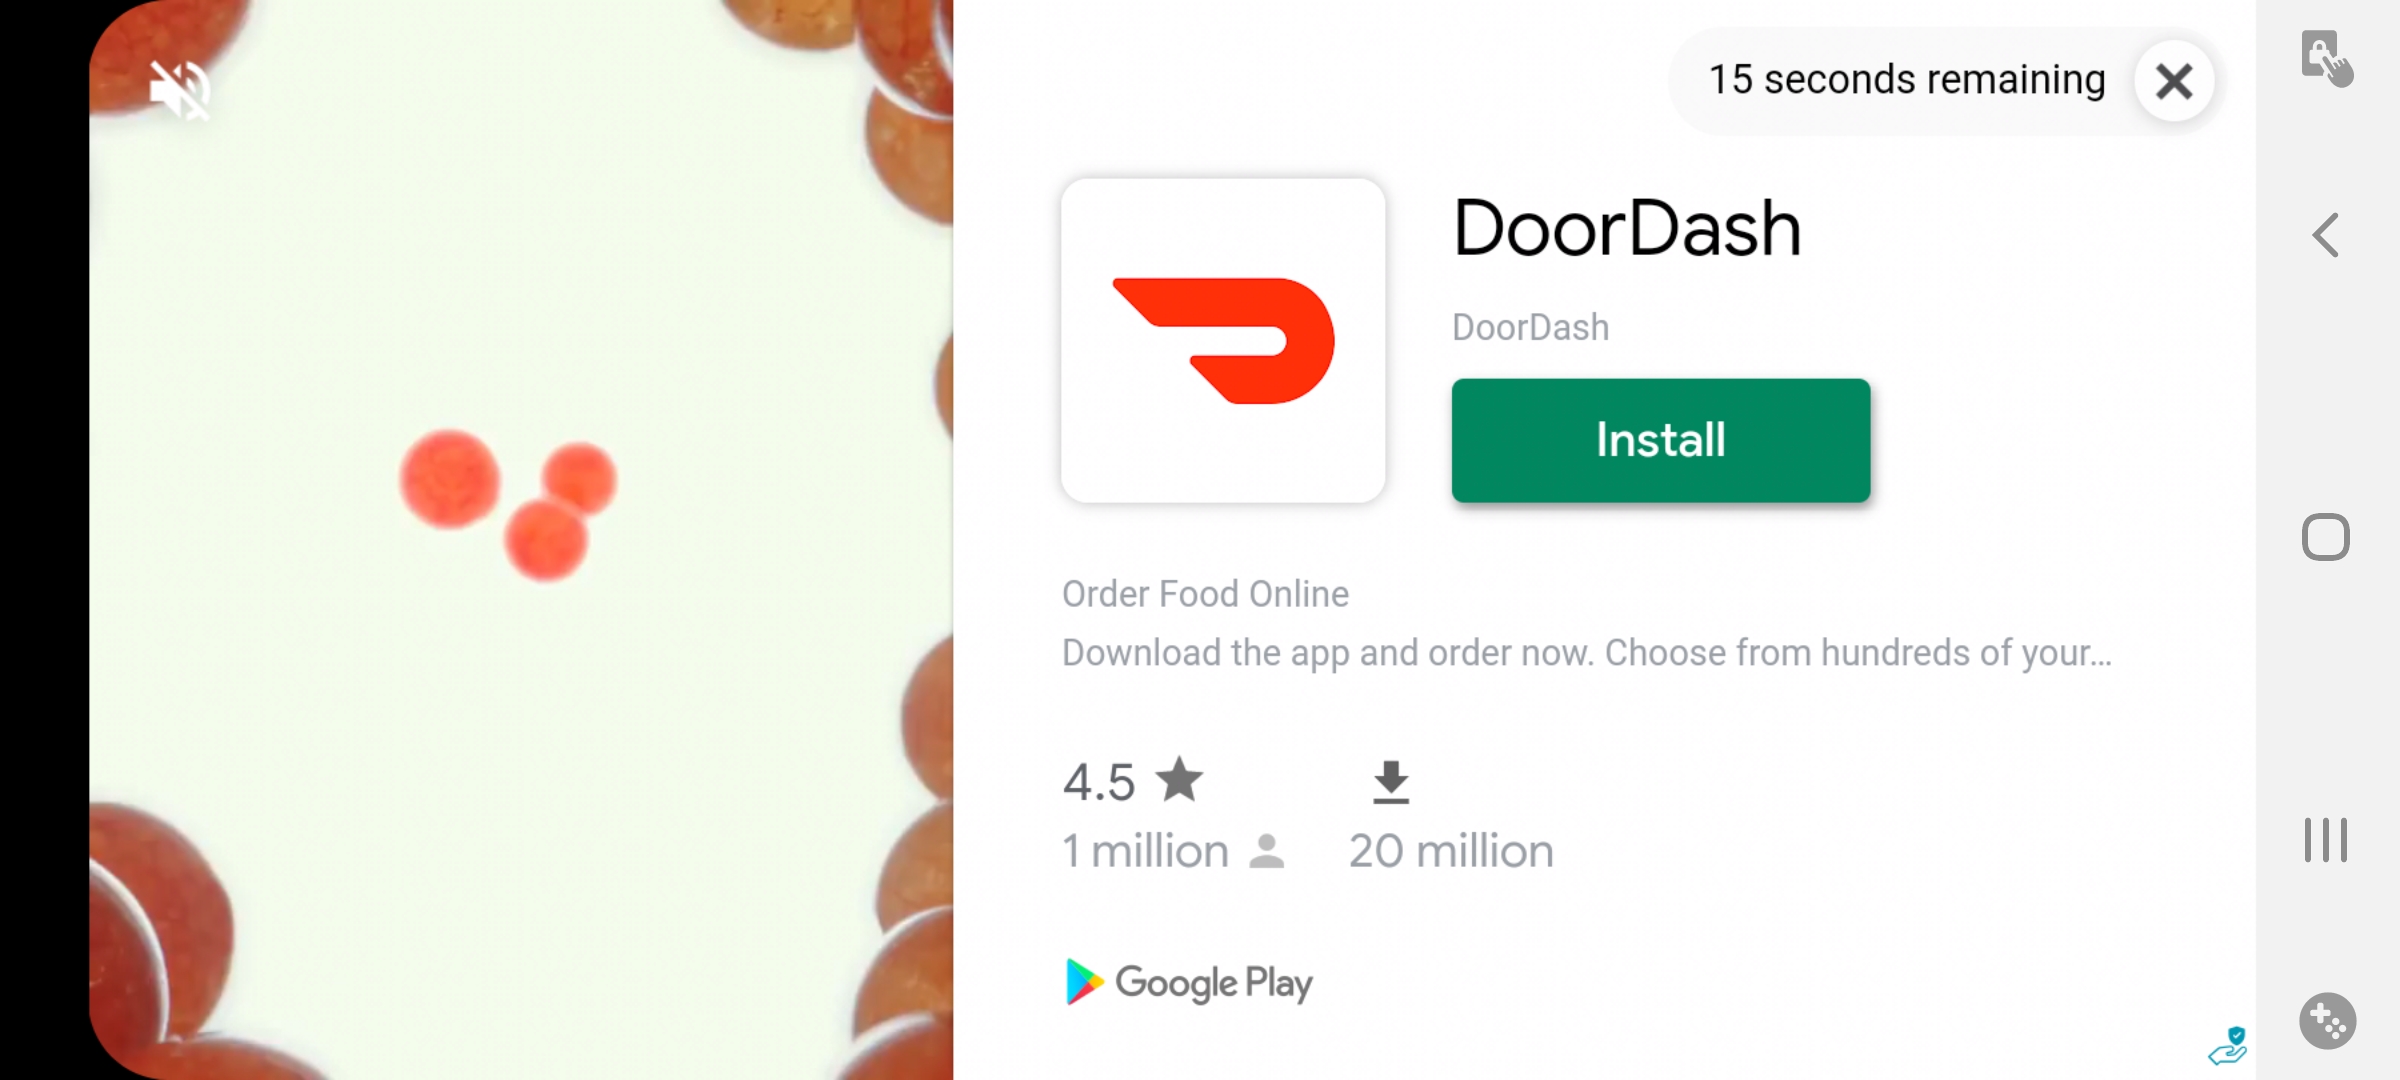 15 seconds remaining
DoorDash
DoorDash
Install
Order Food Online
Download the app and order now. Choose from hundreds of your...
4.5
1 million
20 million
Google Play